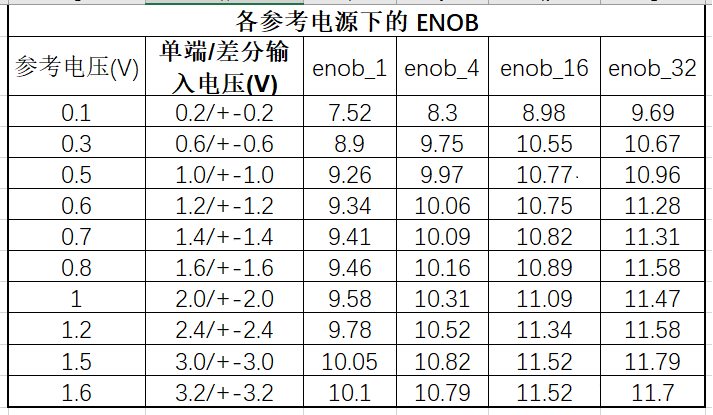 各参考电源下的 ENOB
参考电压(V) 单端/差分输入电压(V) enob_1 enob_4 enob_16 enob_32
0.1 0.2/+-0.2 7.52 8.3 8.98 9.69
0.3 0.6/+-0.6 8.9 9.75 10.55 10.67
0.5 1.0/+-1.0 9.26 9.97 10.77 10.96
0.6 1.2/+-1.2 9.34 10.06 10.75 11.28
0.7 1.4/+-1.4 9.41 10.09 10.82 11.31
0.8 1.6/+-1.6 9.46 10.16 10.89 11.58
1 2.0/+-2.0 9.58 10.31 11.09 11.47
1.2 2.4/+-2.4 9.78 10.52 11.34 11.58
1.5 3.0/+-3.0 10.05 10.82 11.52 11.79
1.6 3.2/+-3.2 10.1 10.79 11.52 11.7